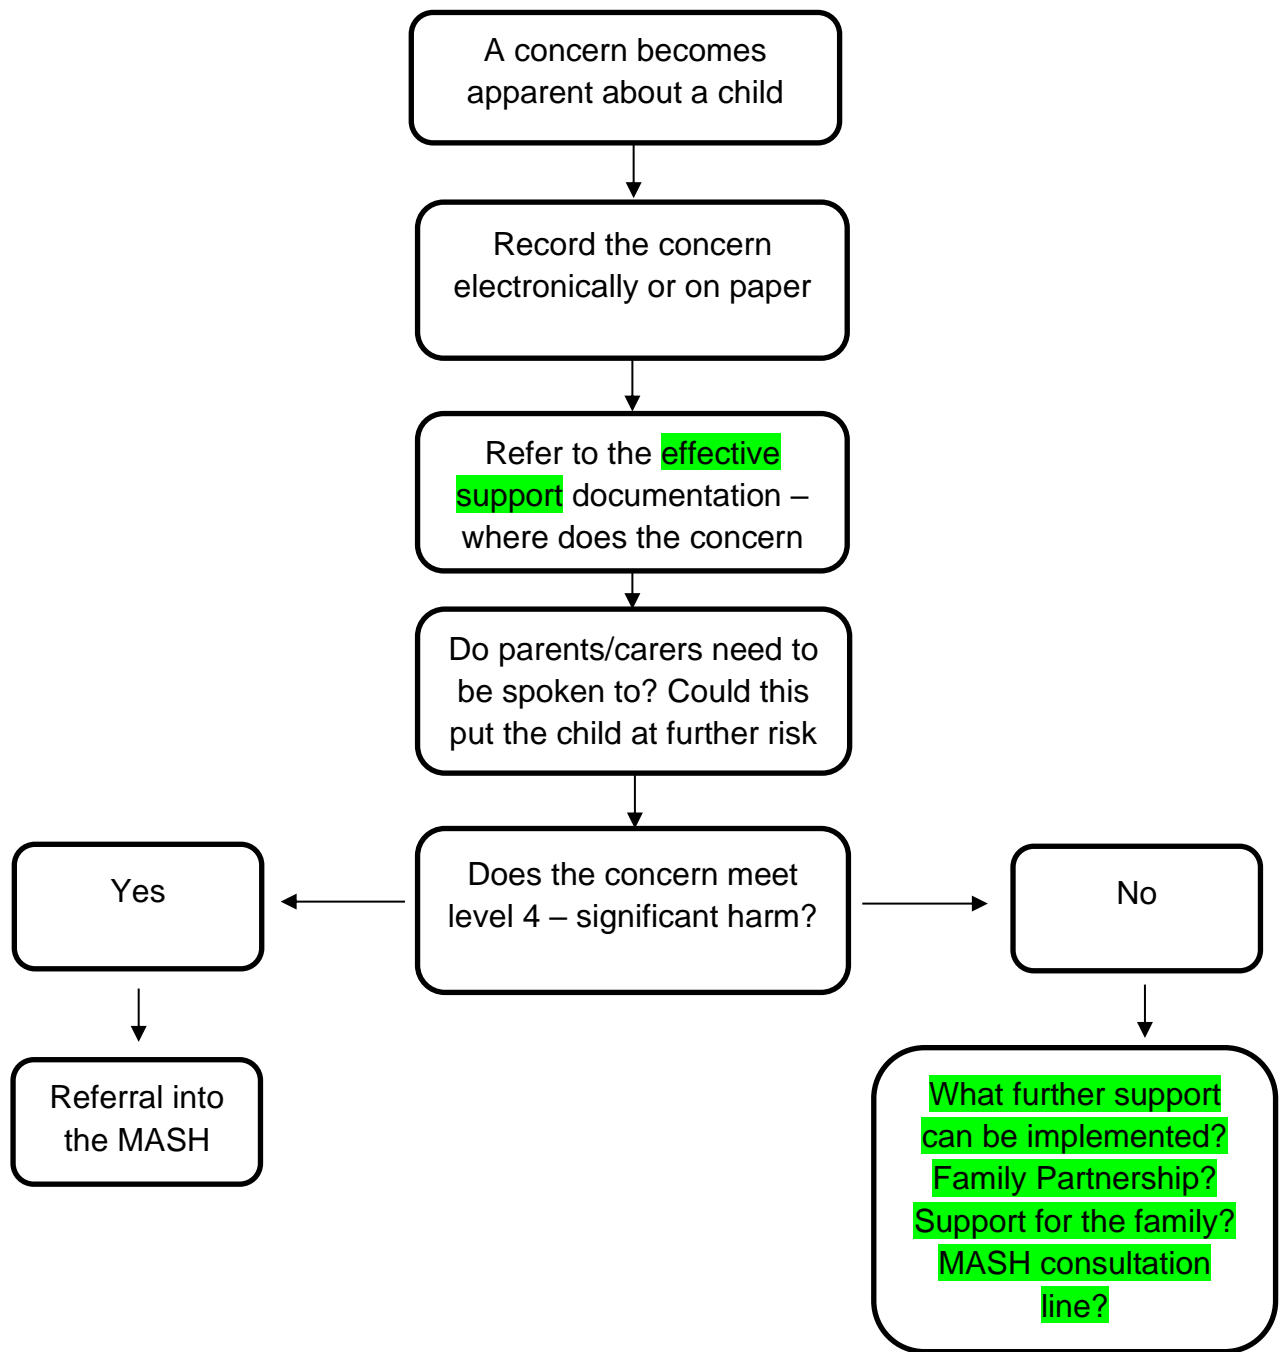 A concern becomes
apparent about a child
Record the concern
electronically or on paper
Refer to the effective
support documentation –
where does the concern
Do parents/carers need to
be spoken to? Could this
put the child at further risk
Does the concern meet
level 4 – significant harm?
Yes
No
Referral into
the MASH
What further support
can be implemented?
Family Partnership?
Support for the family?
MASH consultation
line?